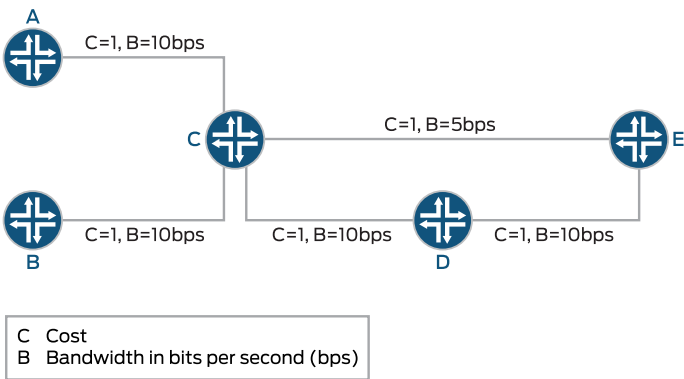 A
C=1, B=10bps
C=1, B=5bps
C
E
C=1, B=10bps
C=1, B=10bps
C=1, B=10bps
B
D
C Cost
B Bandwidth in bits per second (bps)